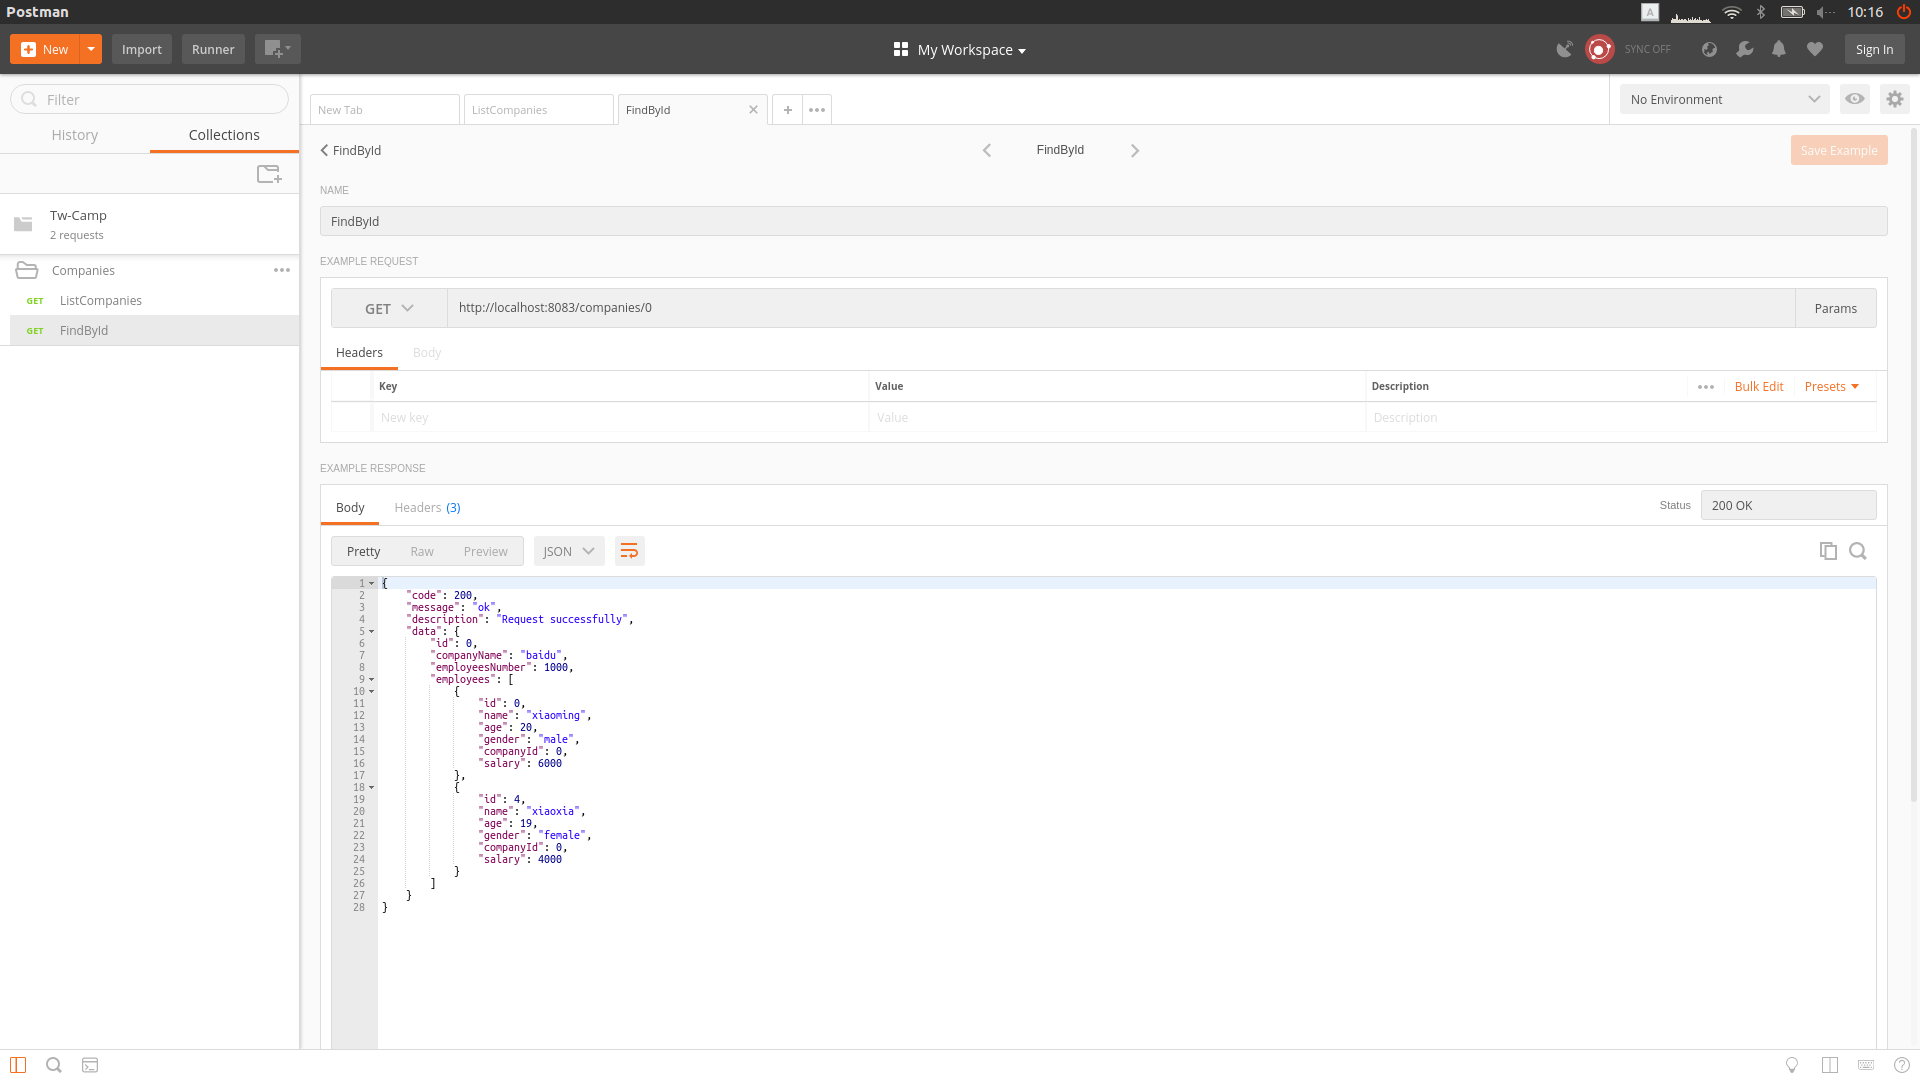 Postman
A
10:16
New
Import
Runner
My Workspace
SYNC OFF
Sign In
Filter
History
Collections
Tw-Camp
2 requests
Companies
GET ListCompanies
GET FindById
New Tab
ListCompanies
FindById
No Environment
FindById
FindById
Save Example
NAME
FindById
EXAMPLE REQUEST
GET
http://localhost:8083/companies/0
Params
Headers
Body
Key
Value
Description
Bulk Edit
Presets
New key
Value
Description
EXAMPLE RESPONSE
Body
Headers (3)
Status
200 OK
Pretty
Raw
Preview
JSON
1 {
2 "code": 200,
3 "message": "ok",
4 "description": "Request successfully",
5 "data": {
6 "id": 0,
7 "companyName": "baidu",
8 "employeesNumber": 1000,
9 "employees": [
10 {
11 "id": 0,
12 "name": "xiaoming",
13 "age": 20,
14 "gender": "male",
15 "companyId": 0,
16 "salary": 6000
17 },
18 {
19 "id": 4,
20 "name": "xiaoxia",
21 "age": 19,
22 "gender": "female",
23 "companyId": 0,
24 "salary": 4000
25 }
26 ]
27 }
28 }